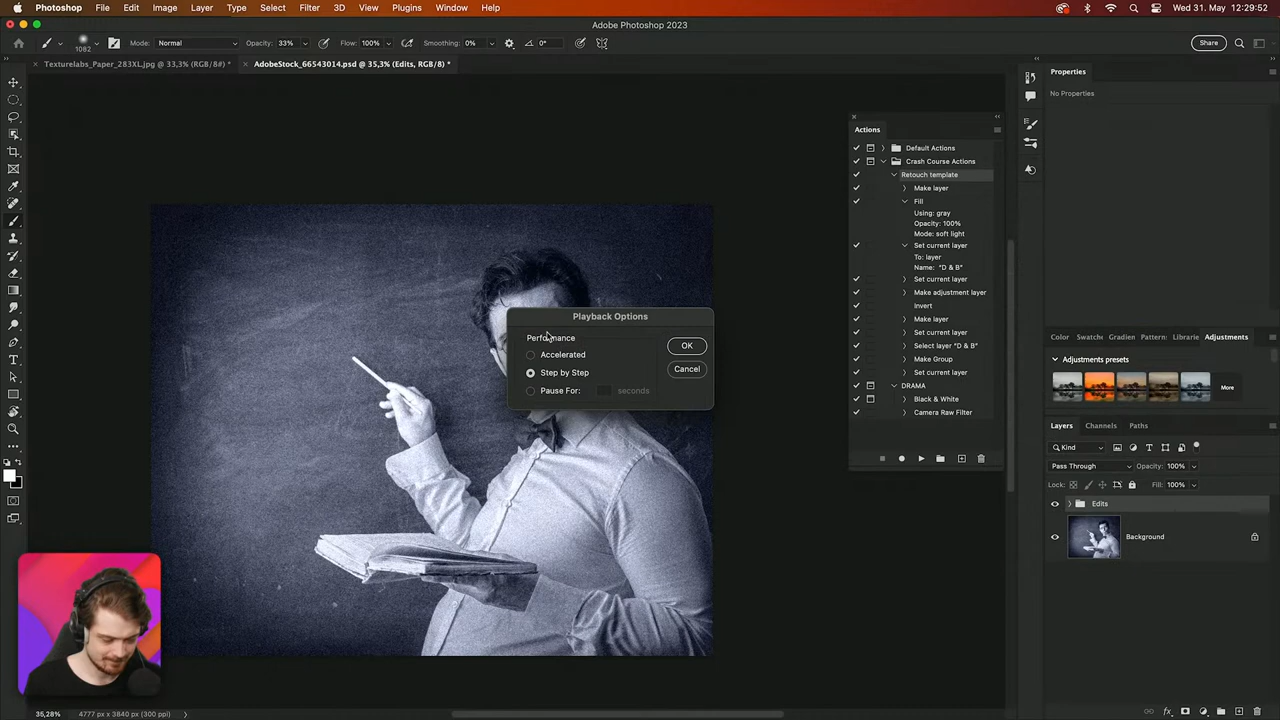 Photoshop File Edit Image Layer Type Select Filter 3D View Plugins Window Help Wed 31. May 12:29:52
Adobe Photoshop 2023
1082 Mode: Normal Opacity: 33% Flow: 100% Smoothing: 0% 0° Share
Texturelabs_Paper_283XL.jpg @ 33,3% (RGB/8#) * AdobeStock_66543014.psd @ 35,3% (Edits, RGB/8) *
Properties
No Properties
Actions
Default Actions
Crash Course Actions
Retouch template
Make layer
Fill
Using: gray
Opacity: 100%
Mode: soft light
Set current layer
To: layer
Name: "D & B"
Set current layer
Make adjustment layer
Invert
Make layer
Set current layer
Select layer "D & B"
Make Group
Set current layer
DRAMA
Black & White
Camera Raw Filter
Playback Options
Performance
Accelerated
Step by Step
Pause For: seconds
OK
Cancel
Color Swatche Gradien Pattern: Librarie Adjustments
Adjustments presets
More
Layers Channels Paths
Kind
Pass Through Opacity: 100%
Lock: Fill: 100%
Edits
Background
35,28% 4777 px x 3840 px (300 ppi)